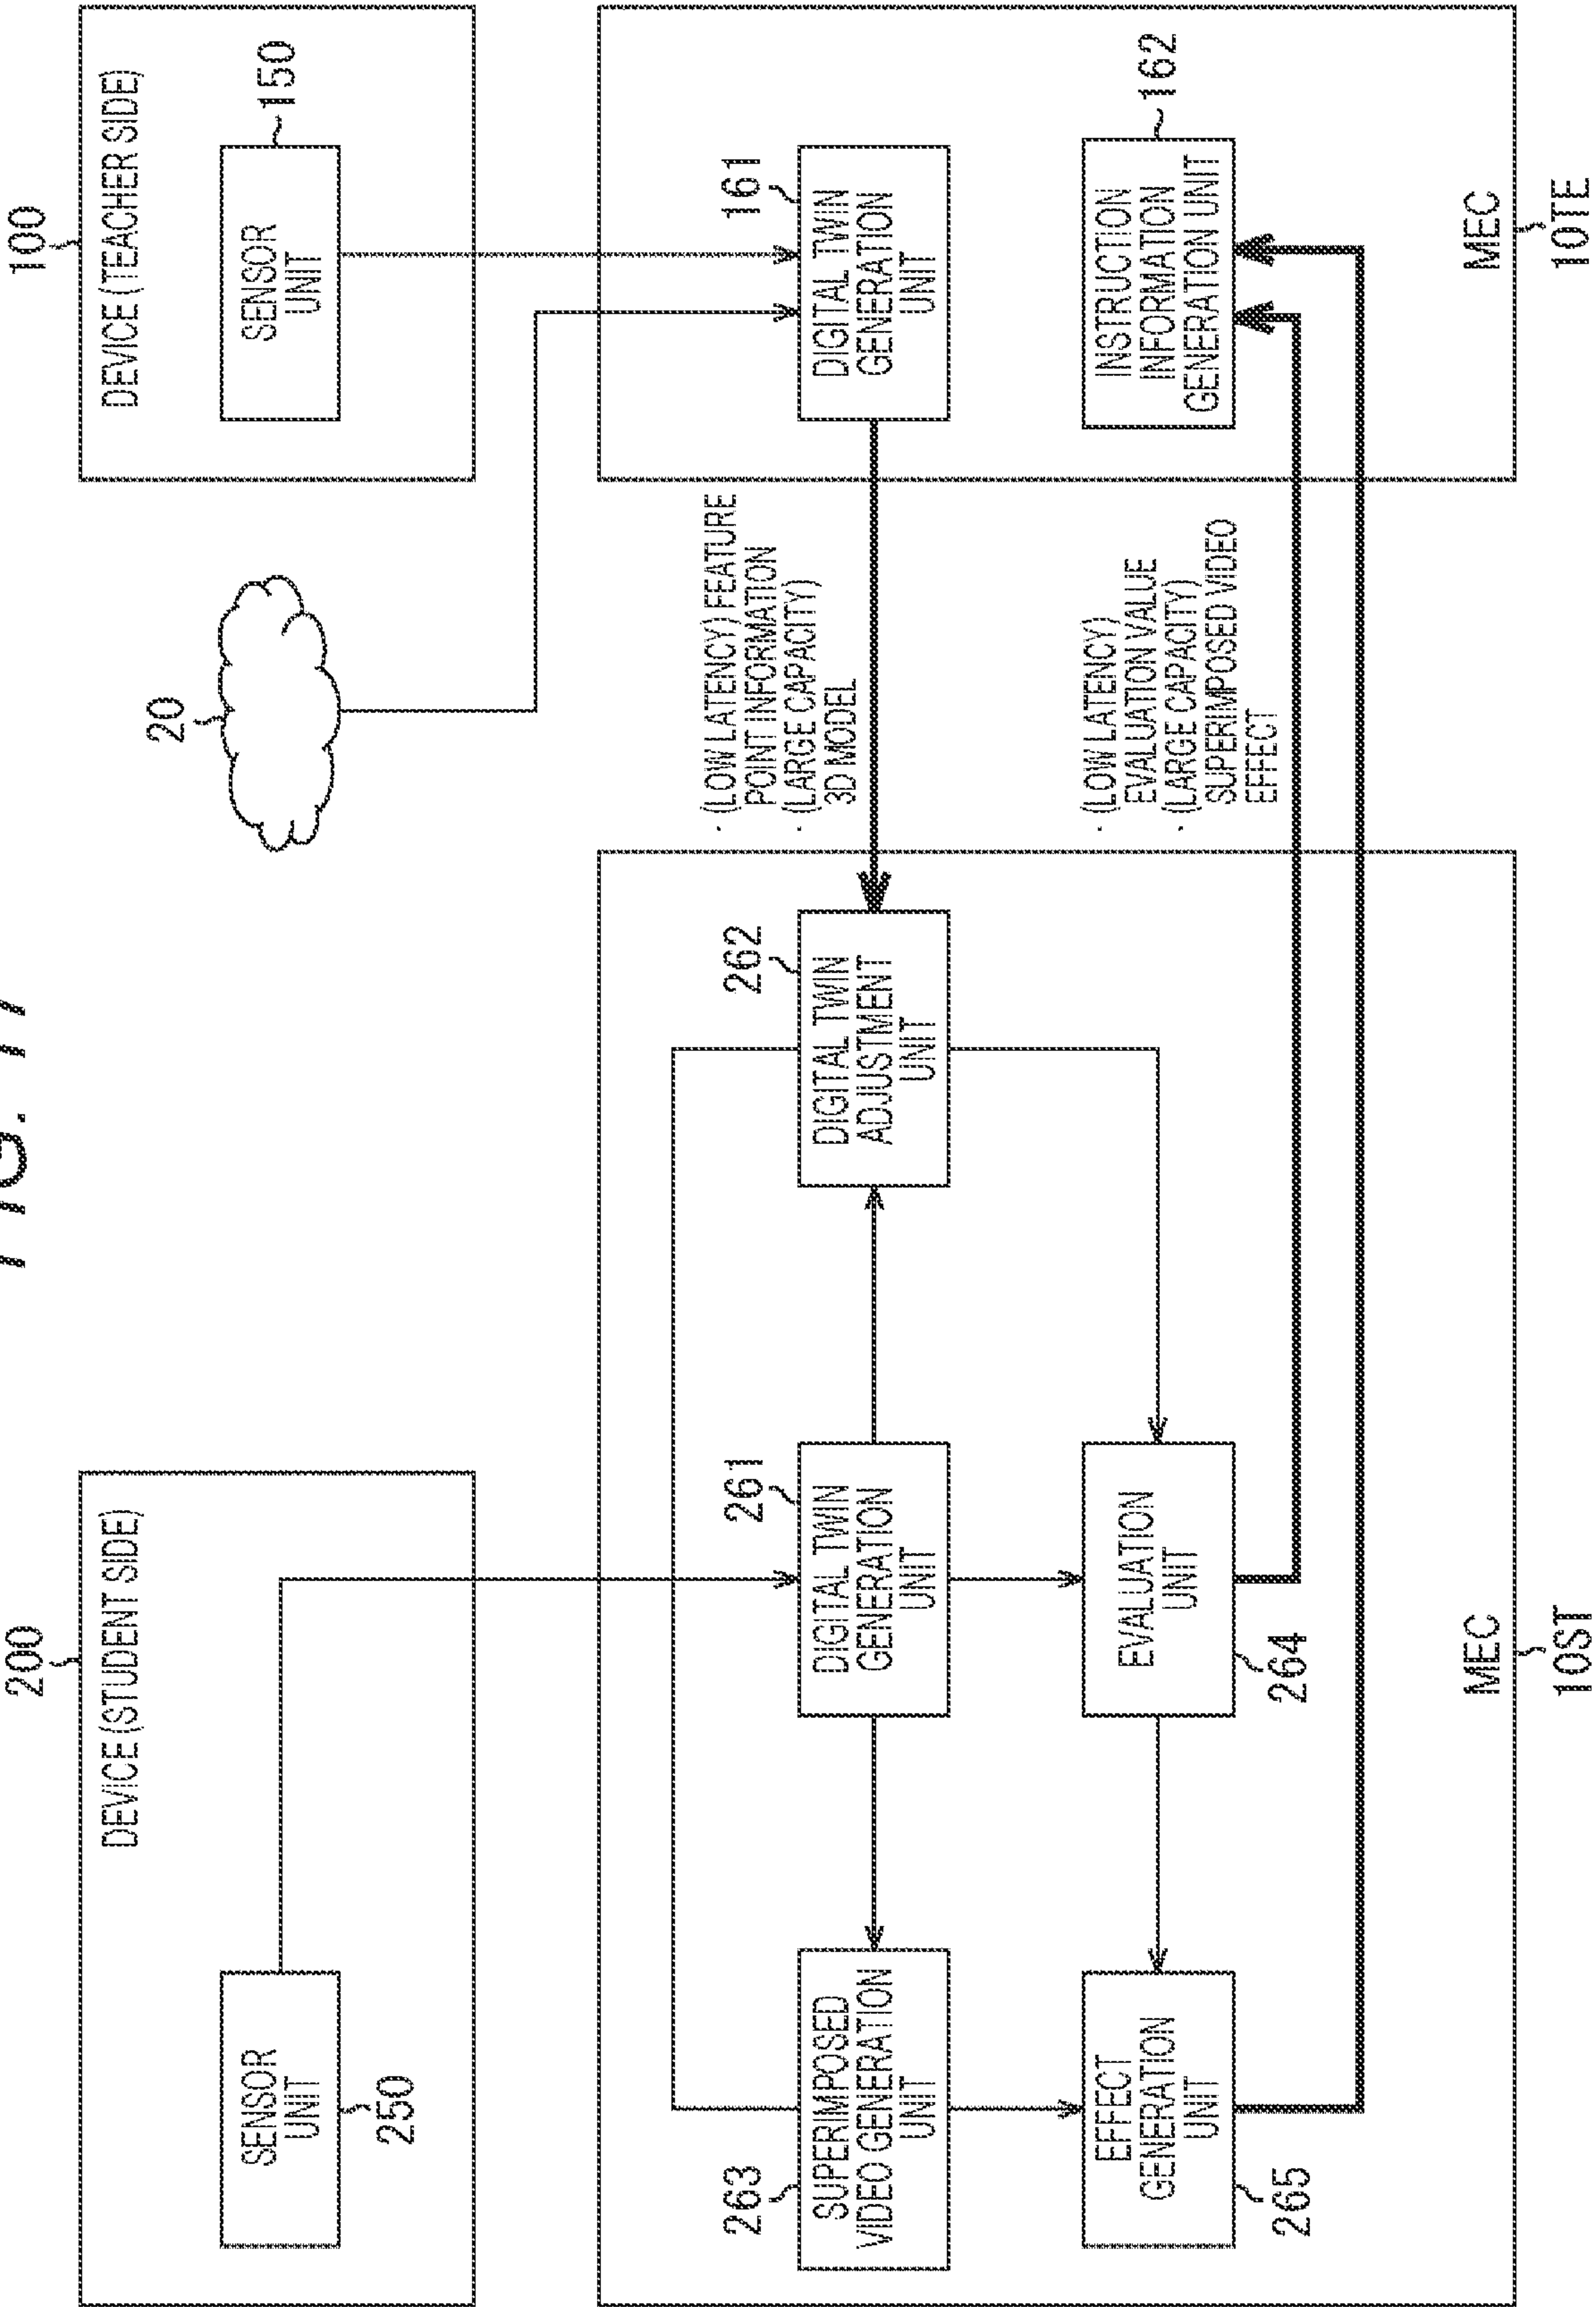 FIG.
200
100
DEVICE (STUDENT SIDE)
SENSOR
UNIT
250
20
DEVICE (TEACHER SIDE)
SENSOR
UNIT
150
263
SUPERIMPOSED
VIDEO GENERATION
UNIT
261
DIGITAL TWIN
GENERATION
UNIT
262
DIGITAL TWIN
ADJUSTMENT
UNIT
· (LOW LATENCY) FEATURE
POINT INFORMATION
· (LARGE CAPACITY)
3D MODEL
161
DIGITAL TWIN
GENERATION
UNIT
EFFECT
GENERATION
UNIT
265
EVALUATION
UNIT
264
· (LOW LATENCY)
EVALUATION VALUE
· (LARGE CAPACITY)
SUPERIMPOSED VIDEO
EFFECT
INSTRUCTION
INFORMATION
GENERATION UNIT
162
MEC
10ST
MEC
10TE